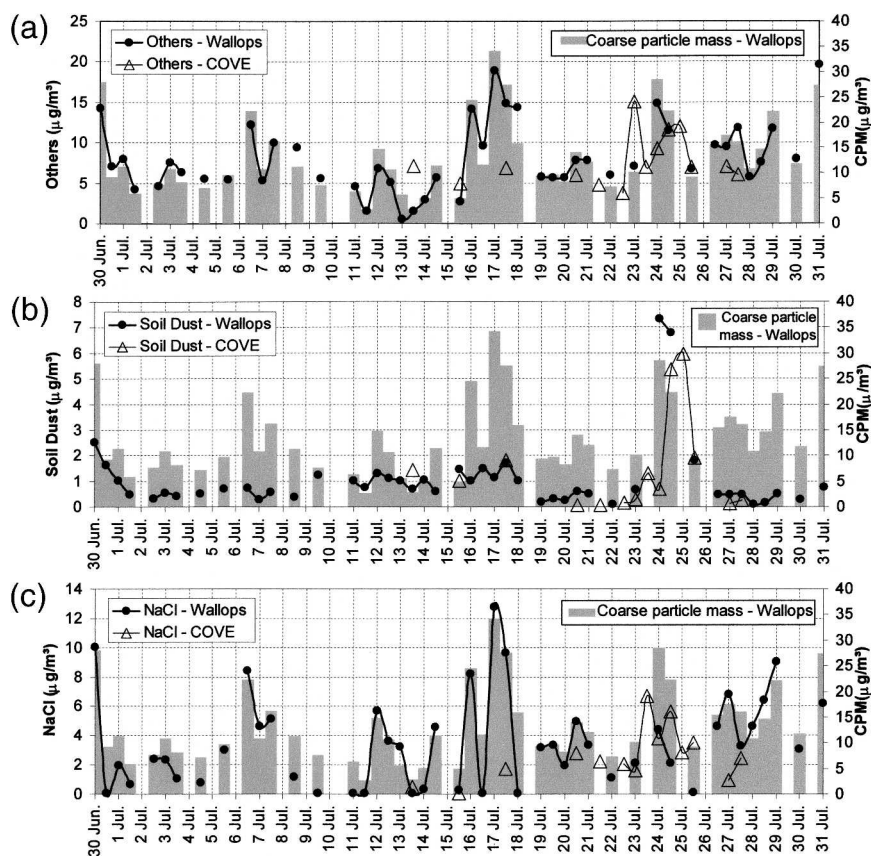 (a)
Others - Wallops
Others - COVE
Coarse particle mass - Wallops
Others (µ g/m³)
25
20
15
10
5
0
CPM(µ g/m³)
40
35
30
25
20
15
10
5
0
30 Jun.
1 Jul.
2 Jul.
3 Jul.
4 Jul.
5 Jul.
6 Jul.
7 Jul.
8 Jul.
9 Jul.
10 Jul.
11 Jul.
12 Jul.
13 Jul.
14 Jul.
15 Jul.
16 Jul.
17 Jul.
18 Jul.
19 Jul.
20 Jul.
21 Jul.
22 Jul.
23 Jul.
24 Jul.
25 Jul.
26 Jul.
27 Jul.
28 Jul.
29 Jul.
30 Jul.
31 Jul.
(b)
Soil Dust - Wallops
Soil Dust - COVE
Coarse particle
mass - Wallops
Soil Dust (µ g/m³)
8
7
6
5
4
3
2
1
0
CPM(µ g/m³)
40
35
30
25
20
15
10
5
0
30 Jun.
1 Jul.
2 Jul.
3 Jul.
4 Jul.
5 Jul.
6 Jul.
7 Jul.
8 Jul.
9 Jul.
10 Jul.
11 Jul.
12 Jul.
13 Jul.
14 Jul.
15 Jul.
16 Jul.
17 Jul.
18 Jul.
19 Jul.
20 Jul.
21 Jul.
22 Jul.
23 Jul.
24 Jul.
25 Jul.
26 Jul.
27 Jul.
28 Jul.
29 Jul.
30 Jul.
31 Jul.
(c)
NaCl - Wallops
NaCl - COVE
Coarse particle mass - Wallops
NaCl (µ g/m³)
14
12
10
8
6
4
2
0
CPM(µ g/m³)
40
35
30
25
20
15
10
5
0
30 Jun.
1 Jul.
2 Jul.
3 Jul.
4 Jul.
5 Jul.
6 Jul.
7 Jul.
8 Jul.
9 Jul.
10 Jul.
11 Jul.
12 Jul.
13 Jul.
14 Jul.
15 Jul.
16 Jul.
17 Jul.
18 Jul.
19 Jul.
20 Jul.
21 Jul.
22 Jul.
23 Jul.
24 Jul.
25 Jul.
26 Jul.
27 Jul.
28 Jul.
29 Jul.
30 Jul.
31 Jul.